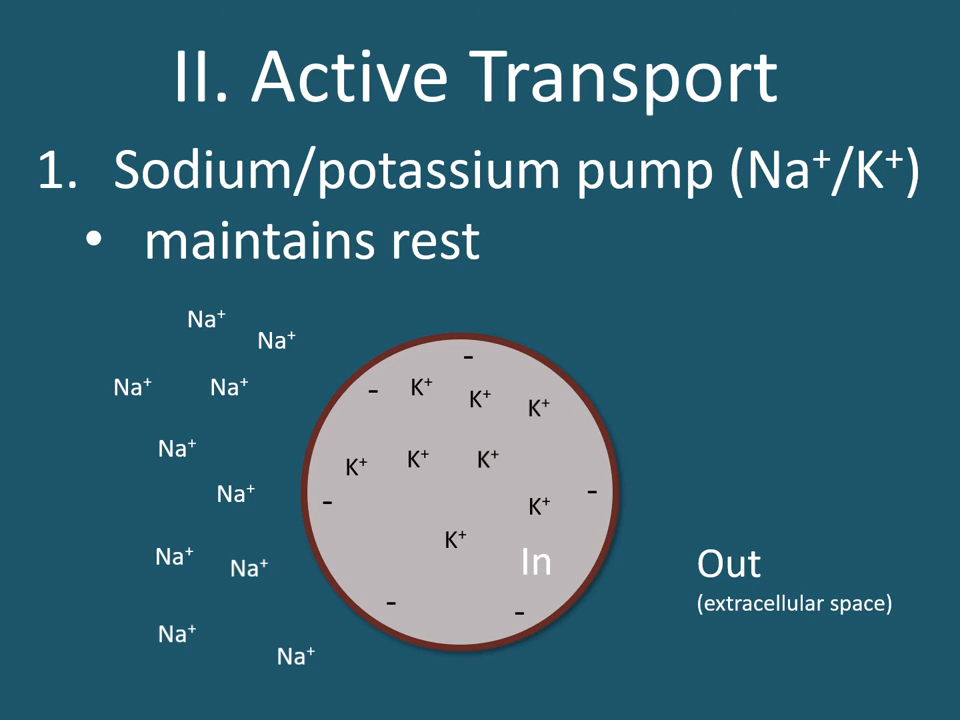 II. Active Transport
1. Sodium/potassium pump (Na⁺/K⁺)
• maintains rest
Na⁺
Na⁺
-
Na⁺
Na⁺
-
K⁺
K⁺
K⁺
Na⁺
K⁺
K⁺
K⁺
Na⁺
-
-
K⁺
K⁺
Na⁺
Na⁺
In
Out
(extracellular space)
-
-
Na⁺
Na⁺